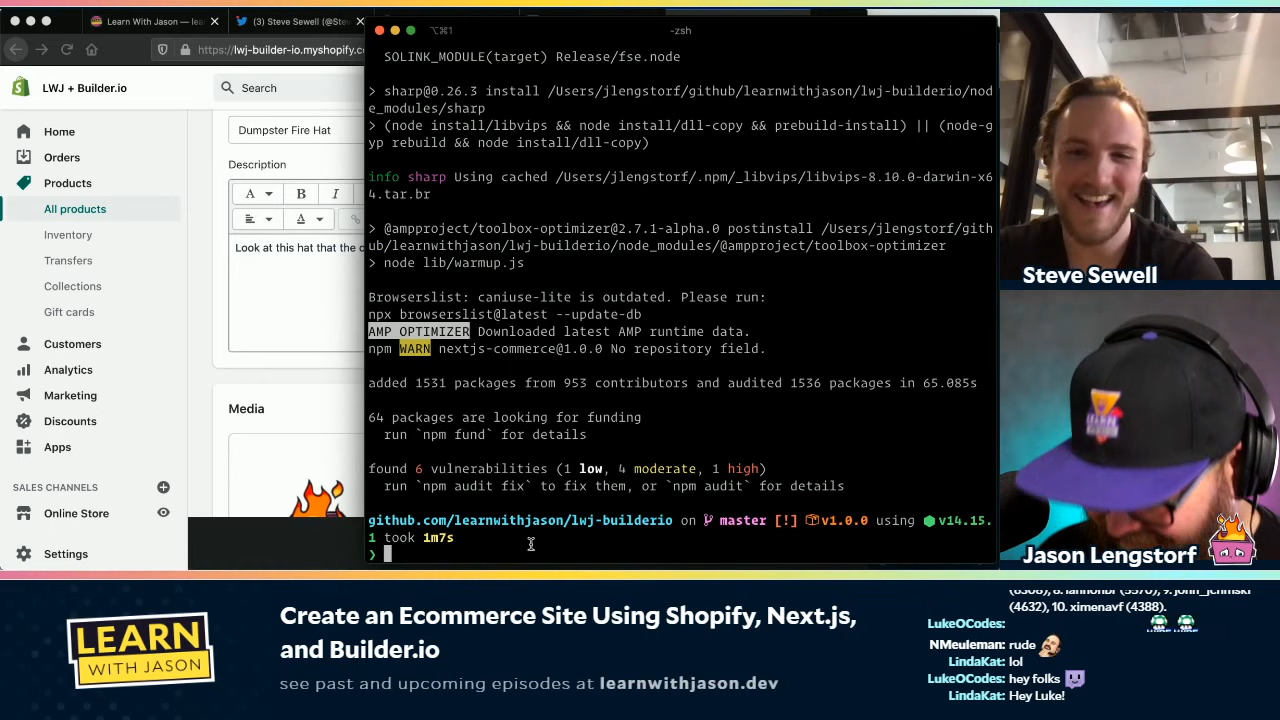 Learn With Jason — lear
(3) Steve Sewell (@Ste
https://lwj-builder-io.myshopify.c
LWJ + Builder.io
Search
Home
Orders
Products
All products
Inventory
Transfers
Collections
Gift cards
Customers
Analytics
Marketing
Discounts
Apps
SALES CHANNELS
Online Store
Settings
Dumpster Fire Hat
Description
A
B
I
A
Look at this hat that the c
Media
⌥⌘1
-zsh
SOLINK_MODULE(target) Release/fse.node
> sharp@0.26.3 install /Users/jlengstorf/github/learnwithjason/lwj-builderio/nod
e_modules/sharp
> (node install/libvips && node install/dll-copy && prebuild-install) || (node-g
yp rebuild && node install/dll-copy)
info sharp Using cached /Users/jlengstorf/.npm/_libvips/libvips-8.10.0-darwin-x6
4.tar.br
> @ampproject/toolbox-optimizer@2.7.1-alpha.0 postinstall /Users/jlengstorf/gith
ub/learnwithjason/lwj-builderio/node_modules/@ampproject/toolbox-optimizer
> node lib/warmup.js
Browserslist: caniuse-lite is outdated. Please run:
npx browserslist@latest --update-db
AMP OPTIMIZER Downloaded latest AMP runtime data.
npm WARN nextjs-commerce@1.0.0 No repository field.
added 1531 packages from 953 contributors and audited 1536 packages in 65.085s
64 packages are looking for funding
run `npm fund` for details
found 6 vulnerabilities (1 low, 4 moderate, 1 high)
run `npm audit fix` to fix them, or `npm audit` for details
github.com/learnwithjason/lwj-builderio on master [!] v1.0.0 using v14.15.
1 took 1m7s
❯
Steve Sewell
Jason Lengstorf
LEARN
WITH JASON
Create an Ecommerce Site Using Shopify, Next.js,
and Builder.io
see past and upcoming episodes at learnwithjason.dev
(4632), 10. ximenavf (4388).
LukeOCodes:
NMeuleman: rude
LindaKat: lol
LukeOCodes: hey folks
LindaKat: Hey Luke!